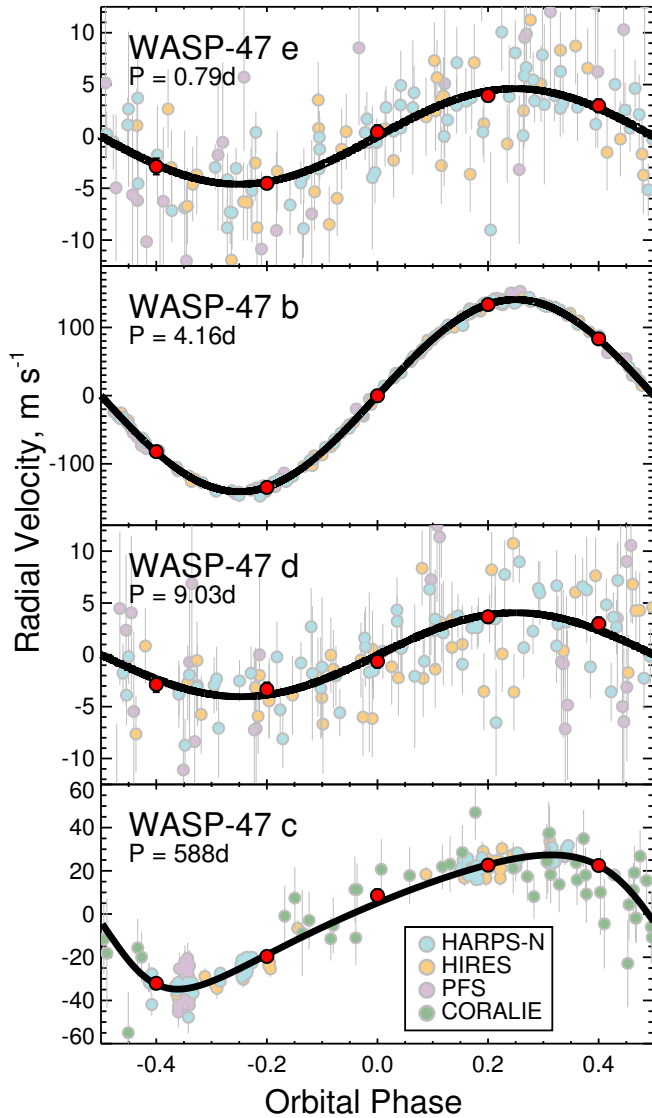 WASP-47 e
P = 0.79d
10
5
0
-5
-10
WASP-47 b
P = 4.16d
100
0
-100
Radial Velocity, m s⁻¹
WASP-47 d
P = 9.03d
10
5
0
-5
-10
WASP-47 c
P = 588d
60
40
20
0
-20
-40
-60
HARPS-N
HIRES
PFS
CORALIE
-0.4 -0.2 0.0 0.2 0.4
Orbital Phase